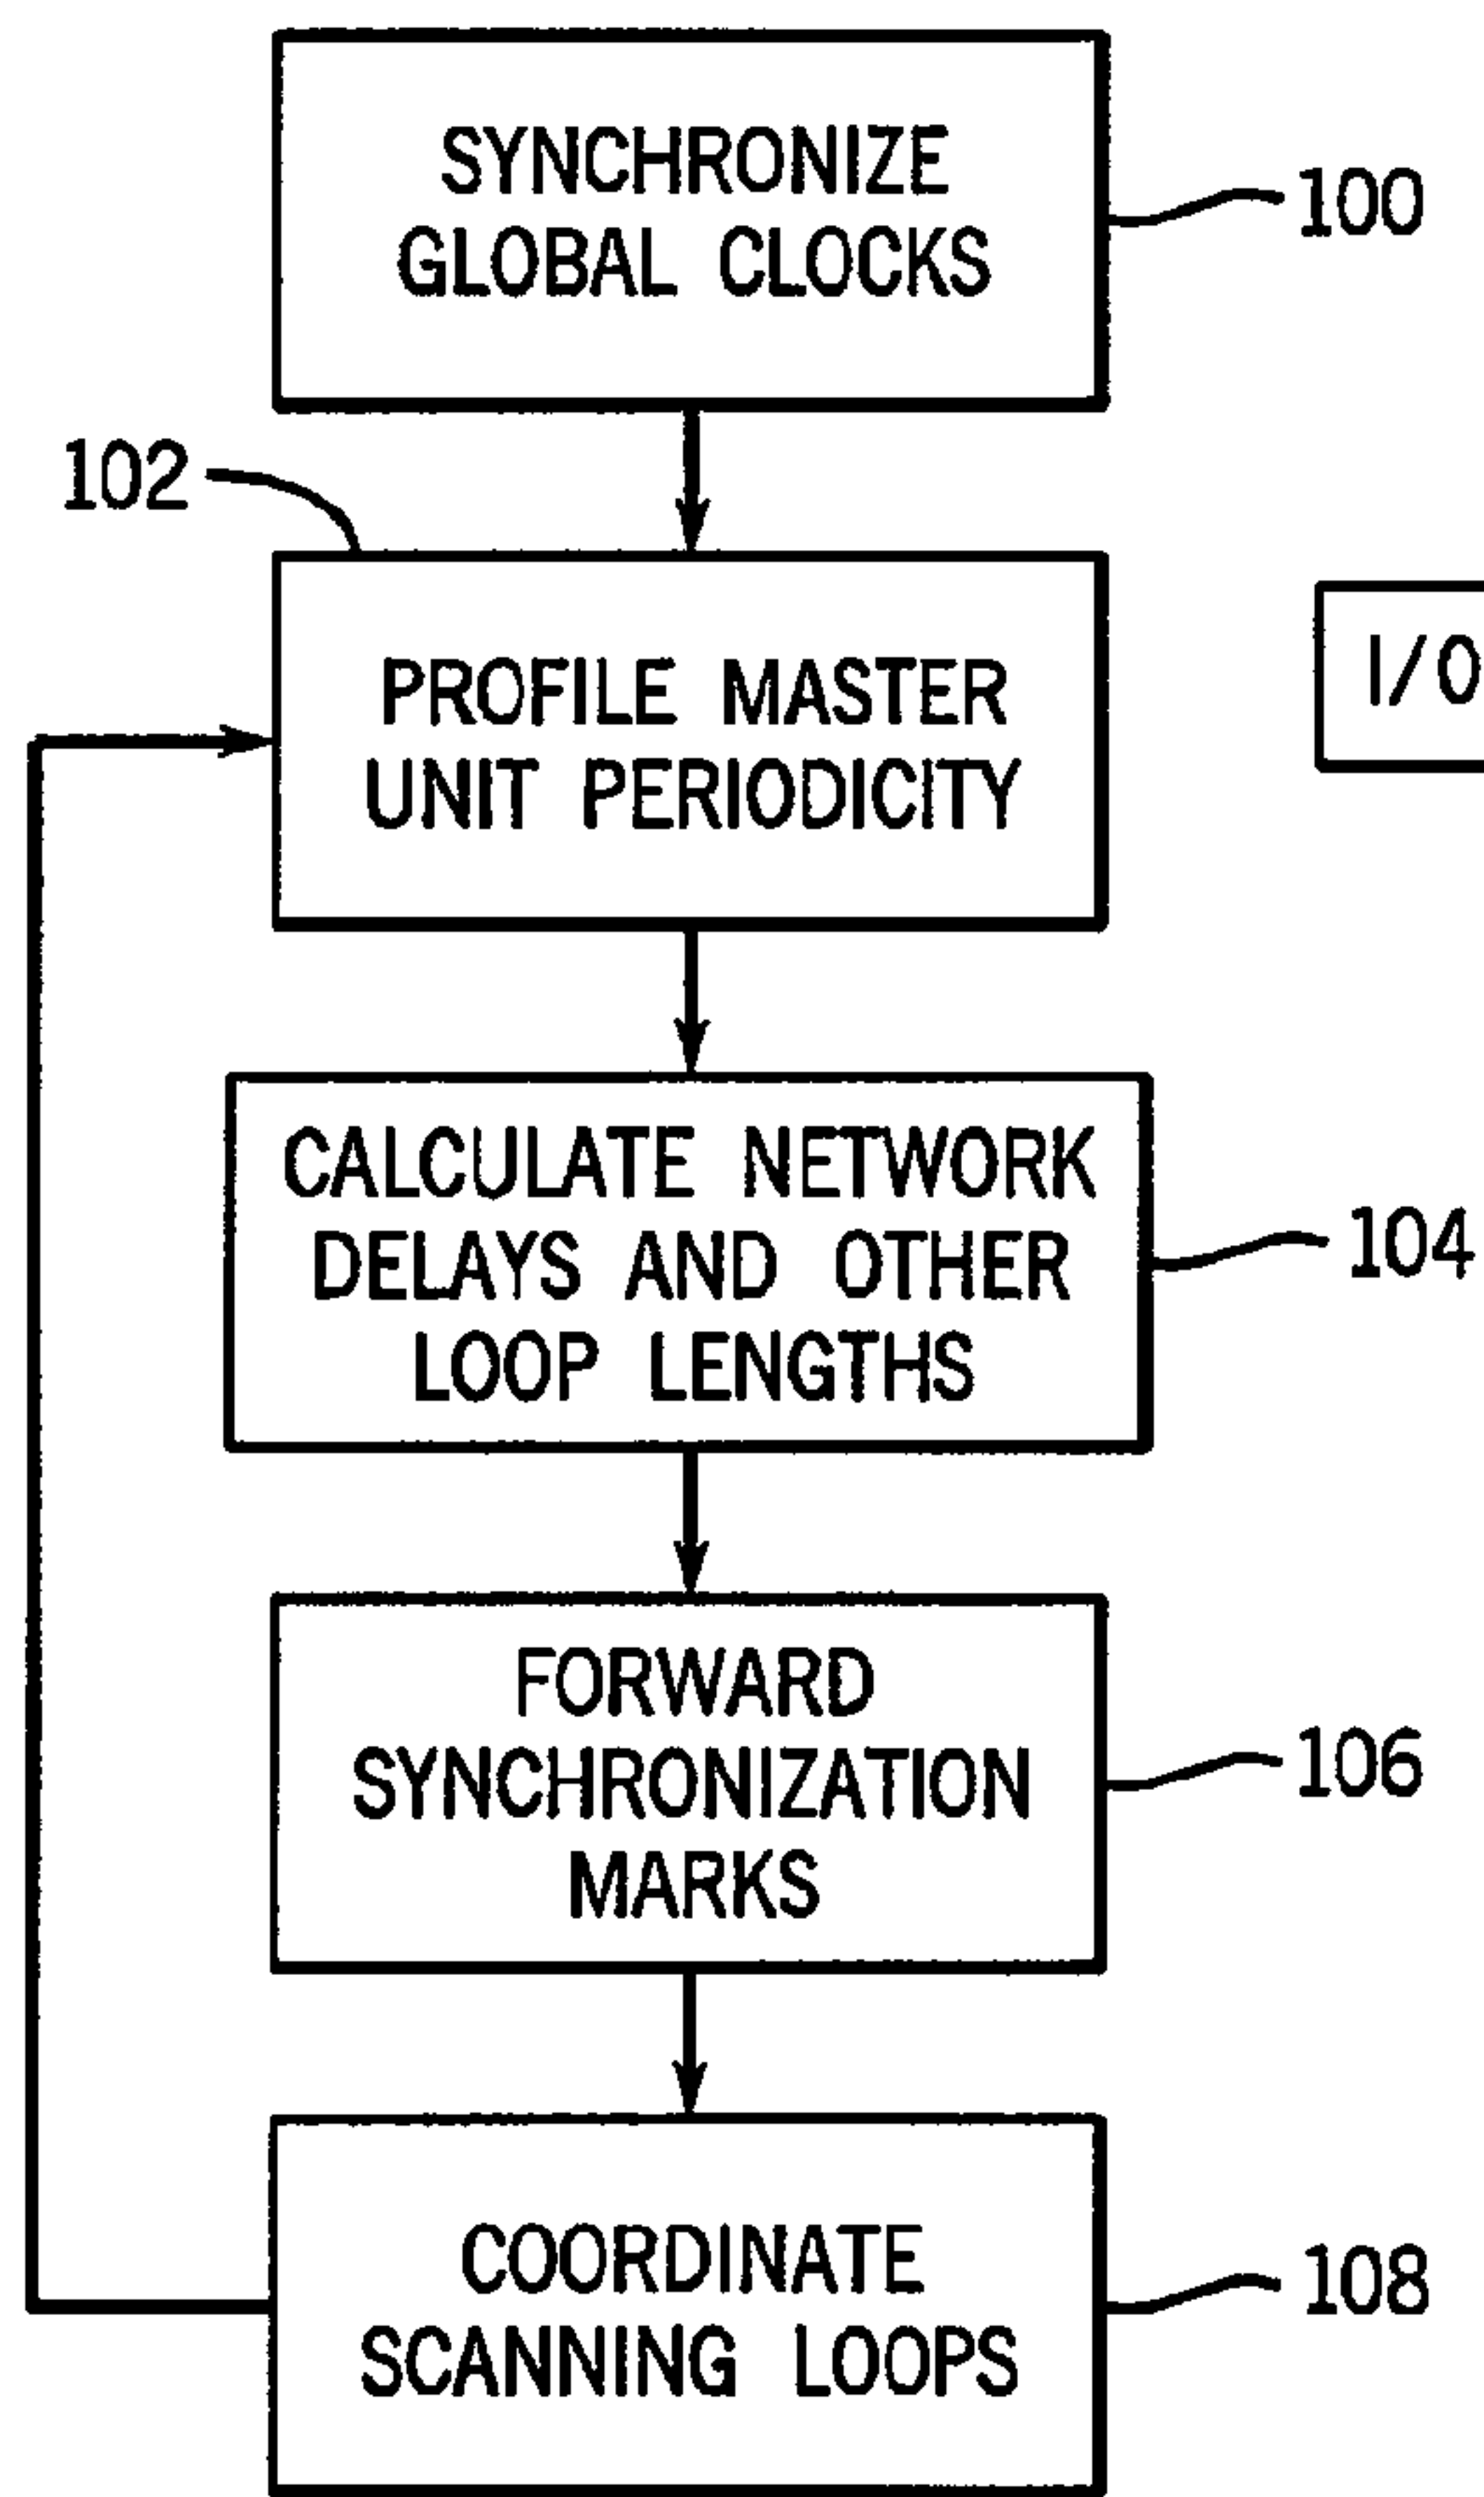 SYNCHRONIZE
GLOBAL CLOCKS
100
102
PROFILE MASTER
UNIT PERIODICITY
I/O
CALCULATE NETWORK
DELAYS AND OTHER
LOOP LENGTHS
104
FORWARD
SYNCHRONIZATION
MARKS
106
COORDINATE
SCANNING LOOPS
108